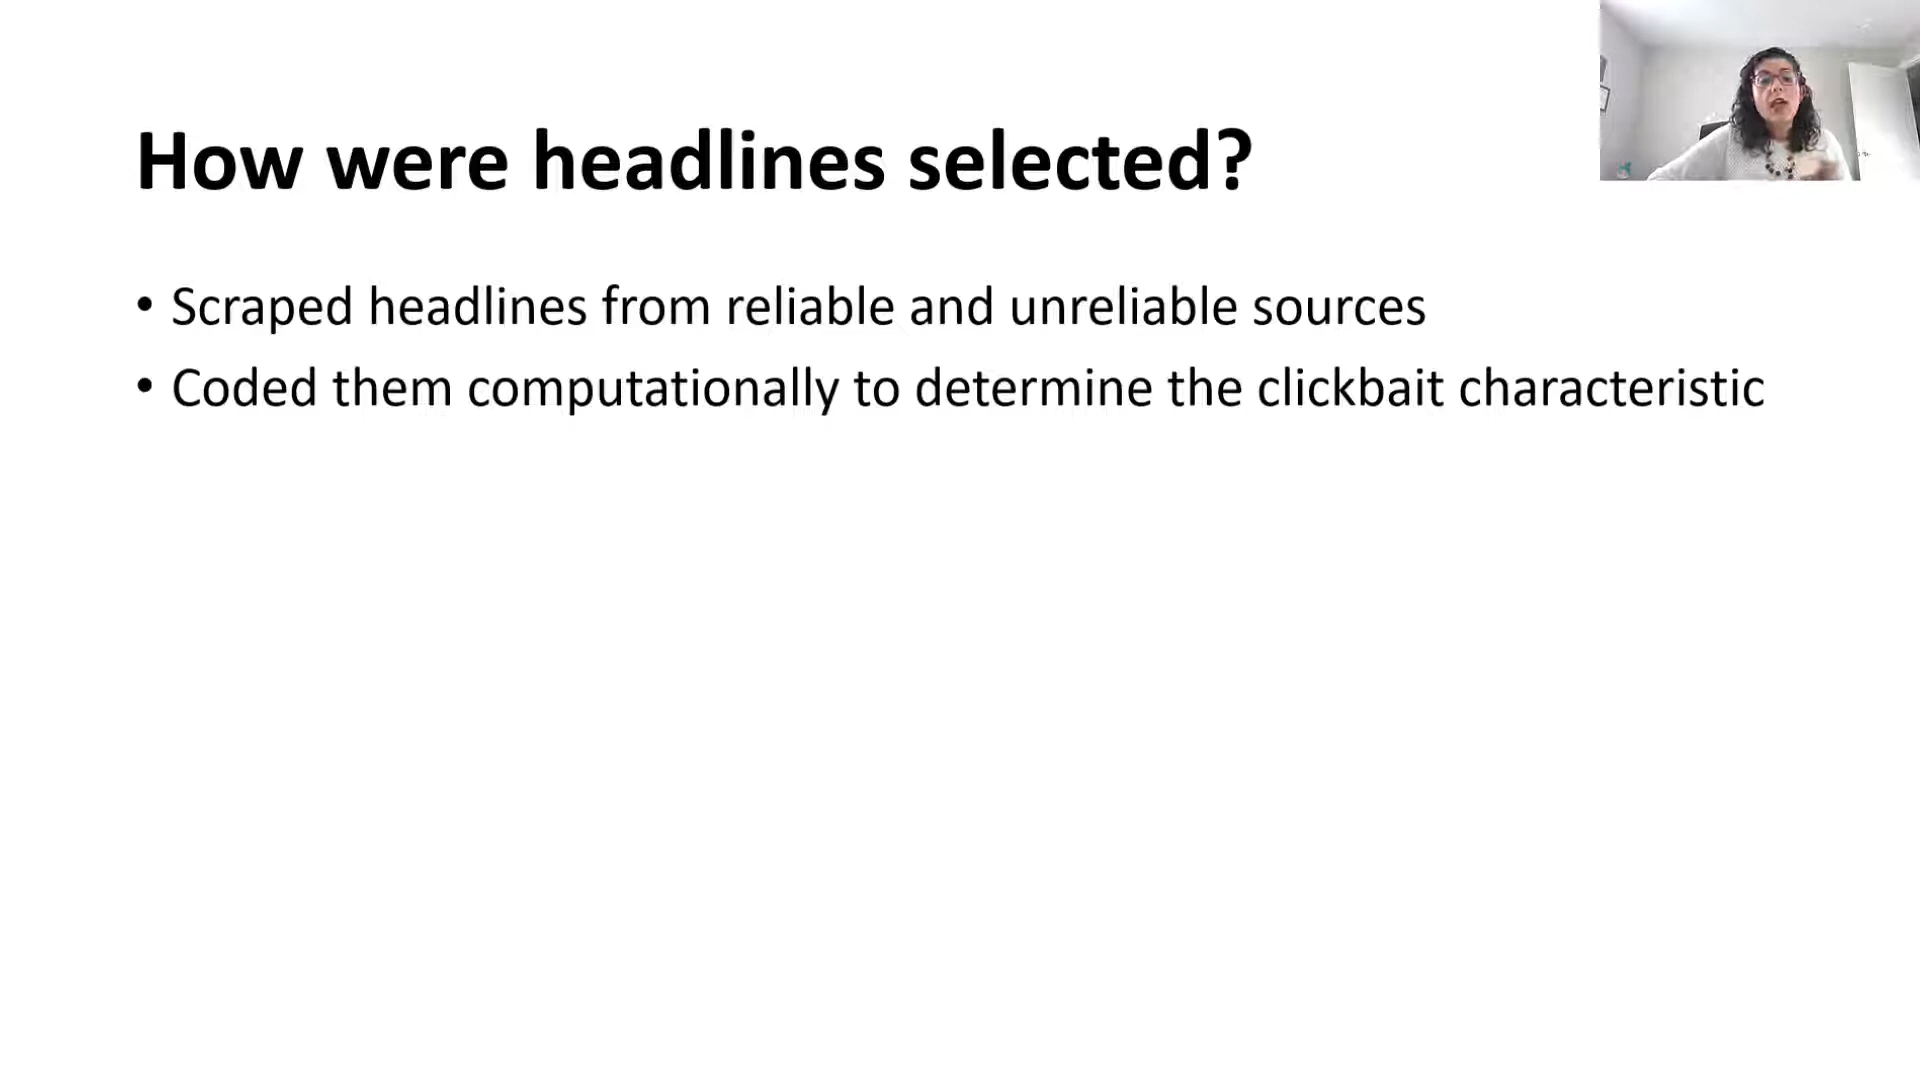 How were headlines selected?
• Scraped headlines from reliable and unreliable sources
• Coded them computationally to determine the clickbait characteristic